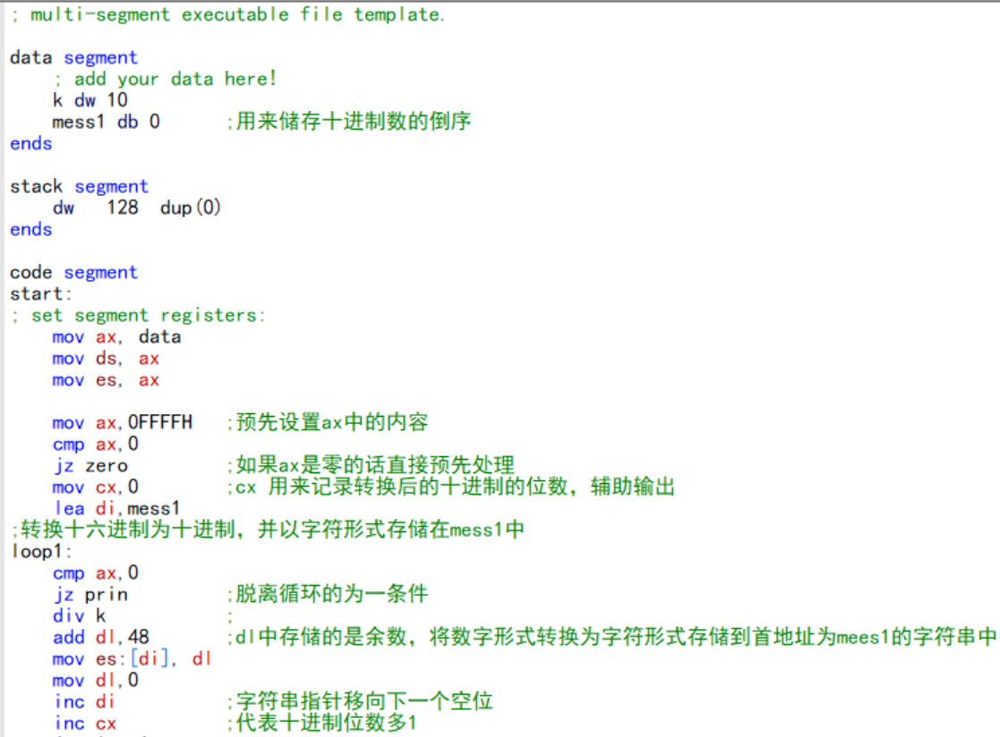 ; multi-segment executable file template.
data segment
; add your data here!
k dw 10
mess1 db 0 ;用来储存十进制数的倒序
ends
stack segment
dw 128 dup(0)
ends
code segment
start:
; set segment registers:
mov ax, data
mov ds, ax
mov es, ax
mov ax,0FFFFH ;预先设置ax中的内容
cmp ax,0
jz zero ;如果ax是零的话直接预先处理
mov cx,0 ;cx 用来记录转换后的十进制的位数，辅助输出
lea di,mess1
;转换十六进制为十进制，并以字符形式存储在mess1中
loop1:
cmp ax,0
jz prin ;脱离循环的为一条件
div k ;
add dl,48 ;dl中存储的是余数，将数字形式转换为字符形式存储到首地址为mees1的字符串中
mov es:[di], dl
mov dl,0
inc di ;字符串指针移向下一个空位
inc cx ;代表十进制位数多1